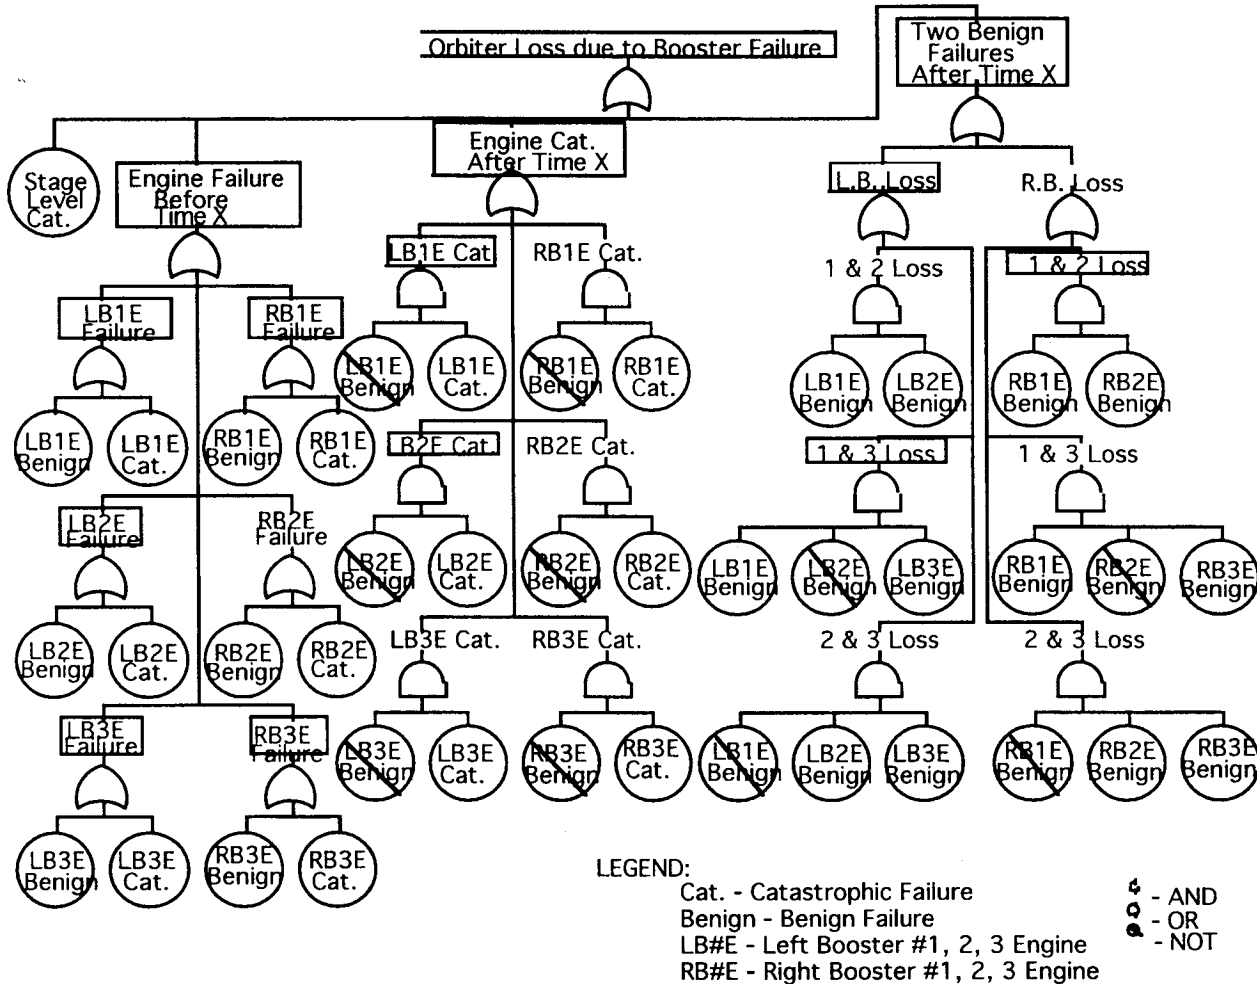 Orbiter Loss due to Booster Failure
Two Benign
Failures
After Time X
Stage
Level
Cat.
Engine Failure
Before
Time X
Engine Cat.
After Time X
L.B. Loss
R.B. Loss
LB1E
Failure
RB1E
Failure
LB1E
Benign
LB1E
Cat.
RB1E
Benign
RB1E
Cat.
LB2E
Failure
RB2E
Failure
LB2E
Benign
LB2E
Cat.
RB2E
Benign
RB2E
Cat.
LB3E
Failure
RB3E
Failure
LB3E
Benign
LB3E
Cat.
RB3E
Benign
RB3E
Cat.
LB1E Cat
RB1E Cat.
LB1E
Benign
LB1E
Cat.
RB1E
Benign
RB1E
Cat.
B2E Cat.
RB2E Cat.
LB2E
Benign
LB2E
Cat.
RB2E
Benign
RB2E
Cat.
LB3E Cat.
RB3E Cat.
LB3E
Benign
LB3E
Cat.
RB3E
Benign
RB3E
Cat.
1 & 2 Loss
LB1E
Benign
LB2E
Benign
1 & 3 Loss
LB1E
Benign
LB2E
Benign
LB3E
Benign
2 & 3 Loss
LB1E
Benign
LB2E
Benign
LB3E
Benign
1 & 2 Loss
RB1E
Benign
RB2E
Benign
1 & 3 Loss
RB1E
Benign
RB2E
Benign
RB3E
Benign
2 & 3 Loss
RB1E
Benign
RB2E
Benign
RB3E
Benign
LEGEND:
Cat. - Catastrophic Failure
Benign - Benign Failure
LB#E - Left Booster #1, 2, 3 Engine
RB#E - Right Booster #1, 2, 3 Engine
- AND
- OR
- NOT